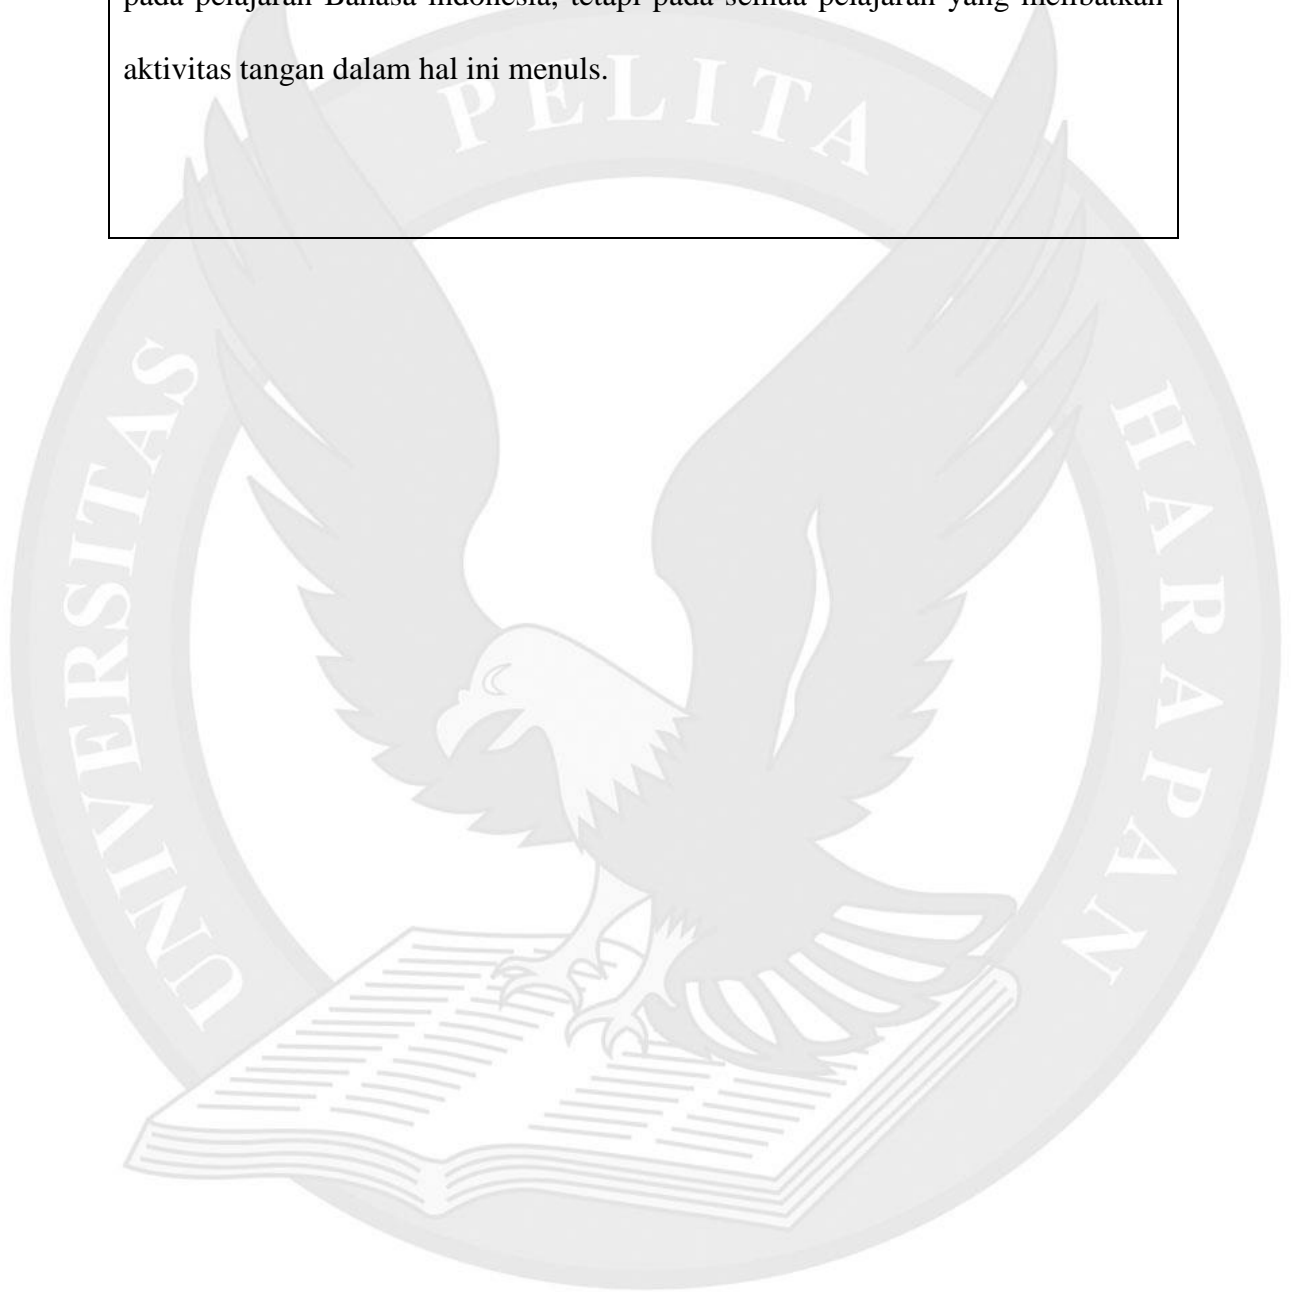 pada pelajaran Bahasa Indonesia, tetapi pada semua pelajaran yang melibatkan
aktivitas tangan dalam hal ini menuls.
PELITA
UNIVERSITAS
HARAPAN